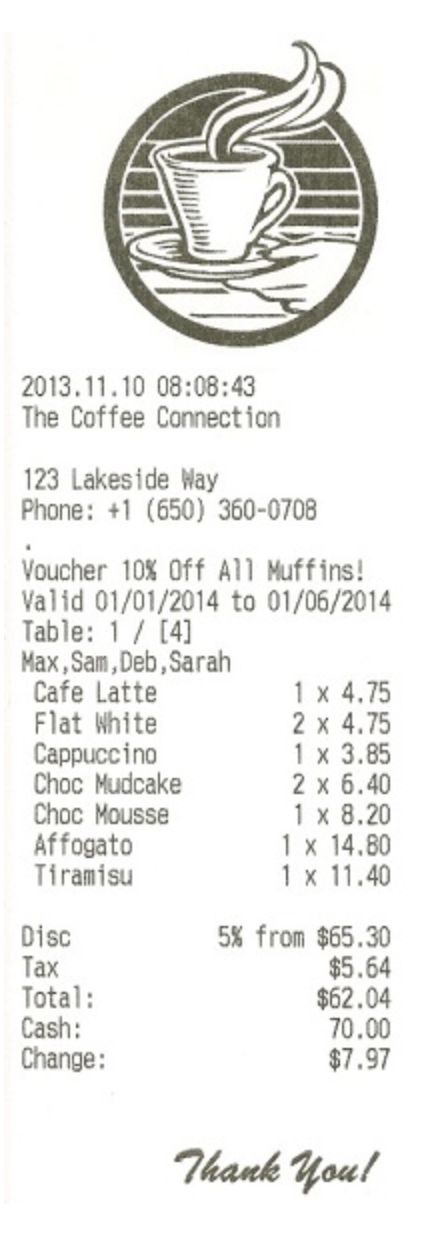 2013.11.10 08:08:43
The Coffee Connection
123 Lakeside Way
Phone: +1 (650) 360-0708
.
Voucher 10% Off All Muffins!
Valid 01/01/2014 to 01/06/2014
Table: 1 / [4]
Max,Sam,Deb,Sarah
Cafe Latte 1 x 4.75
Flat White 2 x 4.75
Cappuccino 1 x 3.85
Choc Mudcake 2 x 6.40
Choc Mousse 1 x 8.20
Affogato 1 x 14.80
Tiramisu 1 x 11.40
Disc 5% from $65.30
Tax $5.64
Total: $62.04
Cash: 70.00
Change: $7.97
Thank You!